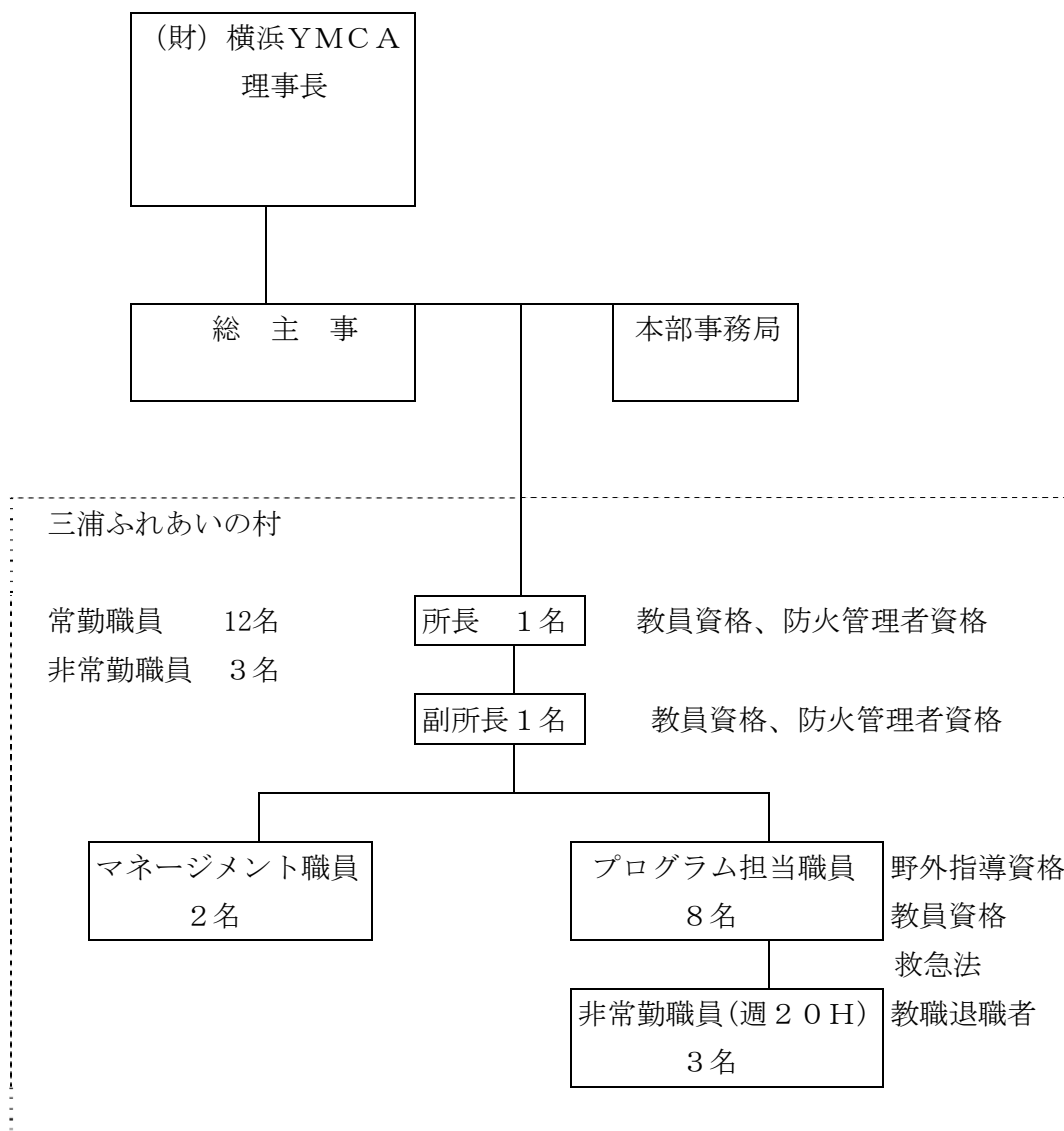 （財）横浜ＹＭＣＡ
理事長
総　主　事
本部事務局
三浦ふれあいの村
常勤職員　　12名
所長　１名
教員資格、防火管理者資格
非常勤職員　３名
副所長１名
教員資格、防火管理者資格
マネージメント職員
２名
プログラム担当職員
８名
野外指導資格
教員資格
救急法
非常勤職員(週２０Ｈ)
３名
教職退職者